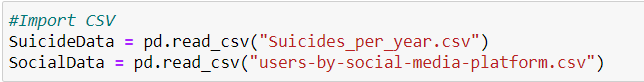 #Import CSV
SuicideData = pd.read_csv("Suicides_per_year.csv")
SocialData = pd.read_csv("users-by-social-media-platform.csv")